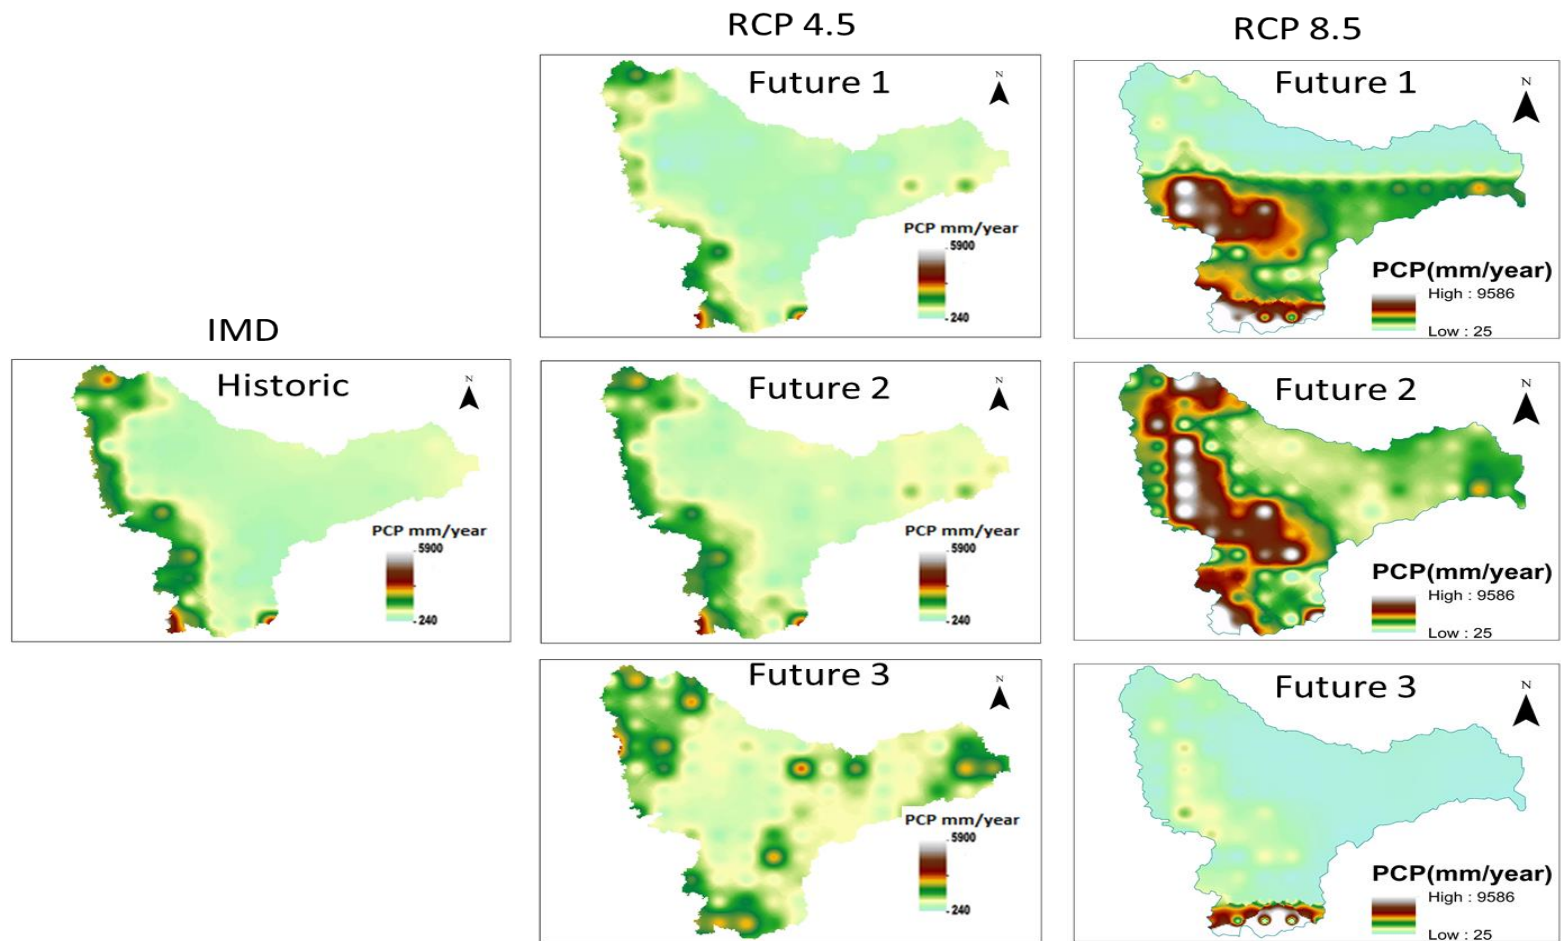 RCP 4.5
RCP 8.5
Future 1
N
PCP mm/year
5900
240
Future 1
N
PCP(mm/year)
High : 9586
Low : 25
IMD
Historic
N
PCP mm/year
5900
240
Future 2
N
PCP mm/year
5900
240
Future 2
N
PCP(mm/year)
High : 9586
Low : 25
Future 3
N
PCP mm/year
5900
240
Future 3
N
PCP(mm/year)
High : 9586
Low : 25